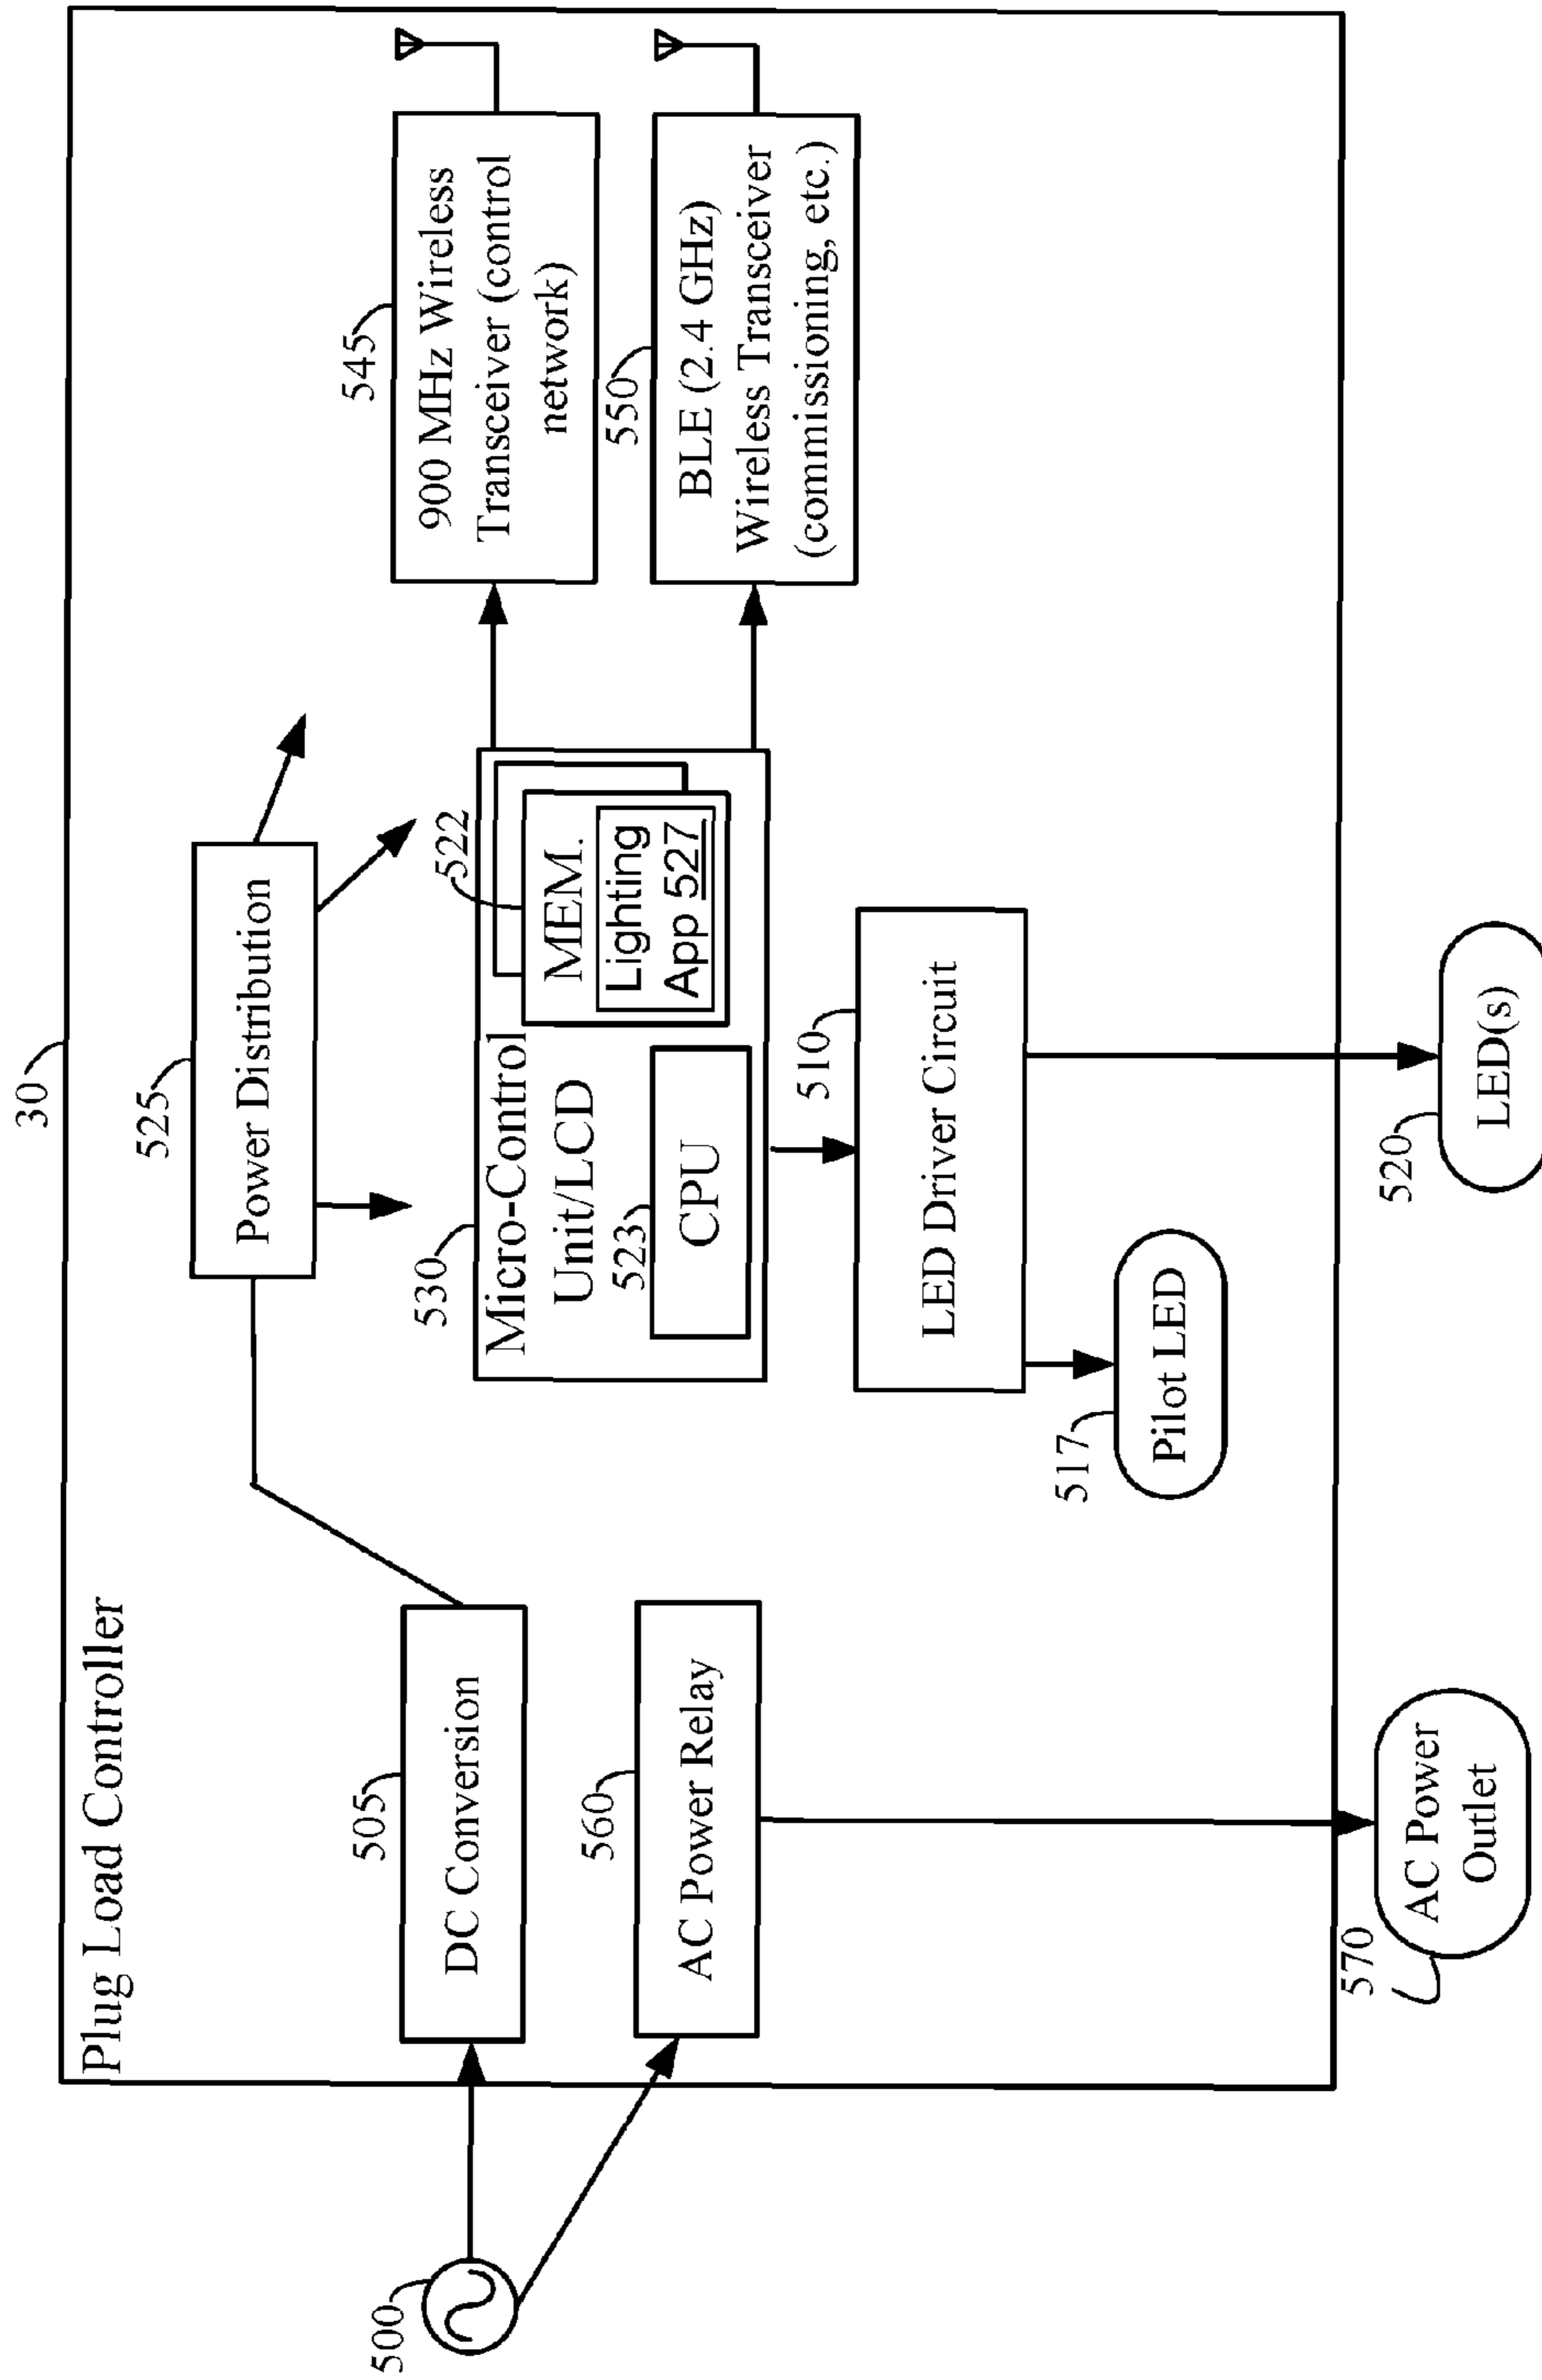 30
Plug Load Controller
525
Power Distribution
500
505
DC Conversion
560
AC Power Relay
570
AC Power
Outlet
530
Micro-Control
Unit/LCD
523
CPU
522
MEM.
Lighting
App 527
545
900 MHz Wireless
Transceiver (control
network)
550
BLE (2.4 GHz)
Wireless Transceiver
(commissioning, etc.)
510
LED Driver Circuit
517
Pilot LED
520
LED(s)